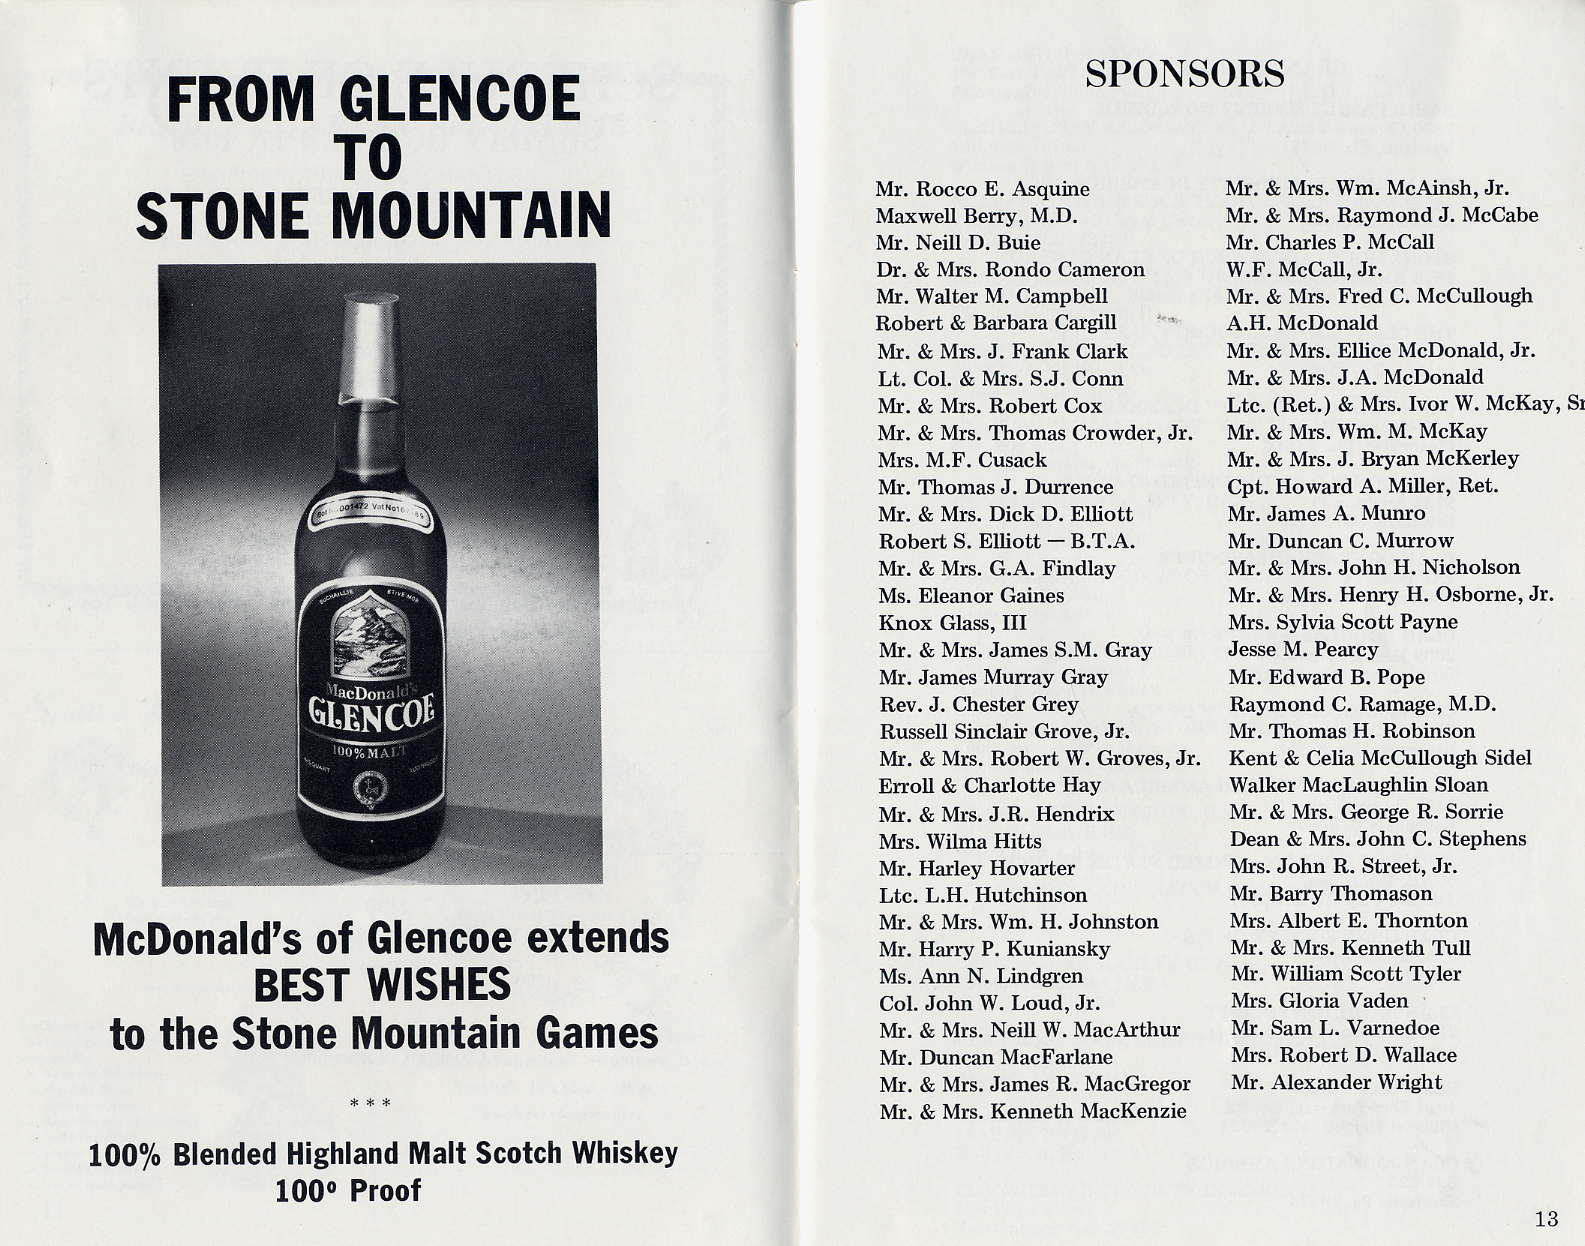 FROM GLENCOE
TO
STONE MOUNTAIN
001472 Vat No
BUCHAILLE ETIVE MOR
MacDonald's
GLENCOE
100% MALT
McDonald's of Glencoe extends
BEST WISHES
to the Stone Mountain Games
***
100% Blended Highland Malt Scotch Whiskey
100º Proof
SPONSORS
Mr. Rocco E. Asquine
Maxwell Berry, M.D.
Mr. Neill D. Buie
Dr. & Mrs. Rondo Cameron
Mr. Walter M. Campbell
Robert & Barbara Cargill
Mr. & Mrs. J. Frank Clark
Lt. Col. & Mrs. S.J. Conn
Mr. & Mrs. Robert Cox
Mr. & Mrs. Thomas Crowder, Jr.
Mrs. M.F. Cusack
Mr. Thomas J. Durrence
Mr. & Mrs. Dick D. Elliott
Robert S. Elliott — B.T.A.
Mr. & Mrs. G.A. Findlay
Ms. Eleanor Gaines
Knox Glass, III
Mr. & Mrs. James S.M. Gray
Mr. James Murray Gray
Rev. J. Chester Grey
Russell Sinclair Grove, Jr.
Mr. & Mrs. Robert W. Groves, Jr.
Erroll & Charlotte Hay
Mr. & Mrs. J.R. Hendrix
Mrs. Wilma Hitts
Mr. Harley Hovarter
Ltc. L.H. Hutchinson
Mr. & Mrs. Wm. H. Johnston
Mr. Harry P. Kuniansky
Ms. Ann N. Lindgren
Col. John W. Loud, Jr.
Mr. & Mrs. Neill W. MacArthur
Mr. Duncan MacFarlane
Mr. & Mrs. James R. MacGregor
Mr. & Mrs. Kenneth MacKenzie
Mr. & Mrs. Wm. McAinsh, Jr.
Mr. & Mrs. Raymond J. McCabe
Mr. Charles P. McCall
W.F. McCall, Jr.
Mr. & Mrs. Fred C. McCullough
A.H. McDonald
Mr. & Mrs. Ellice McDonald, Jr.
Mr. & Mrs. J.A. McDonald
Ltc. (Ret.) & Mrs. Ivor W. McKay, Sr
Mr. & Mrs. Wm. M. McKay
Mr. & Mrs. J. Bryan McKerley
Cpt. Howard A. Miller, Ret.
Mr. James A. Munro
Mr. Duncan C. Murrow
Mr. & Mrs. John H. Nicholson
Mr. & Mrs. Henry H. Osborne, Jr.
Mrs. Sylvia Scott Payne
Jesse M. Pearcy
Mr. Edward B. Pope
Raymond C. Ramage, M.D.
Mr. Thomas H. Robinson
Kent & Celia McCullough Sidel
Walker MacLaughlin Sloan
Mr. & Mrs. George R. Sorrie
Dean & Mrs. John C. Stephens
Mrs. John R. Street, Jr.
Mr. Barry Thomason
Mrs. Albert E. Thornton
Mr. & Mrs. Kenneth Tull
Mr. William Scott Tyler
Mrs. Gloria Vaden
Mr. Sam L. Varnedoe
Mrs. Robert D. Wallace
Mr. Alexander Wright
13